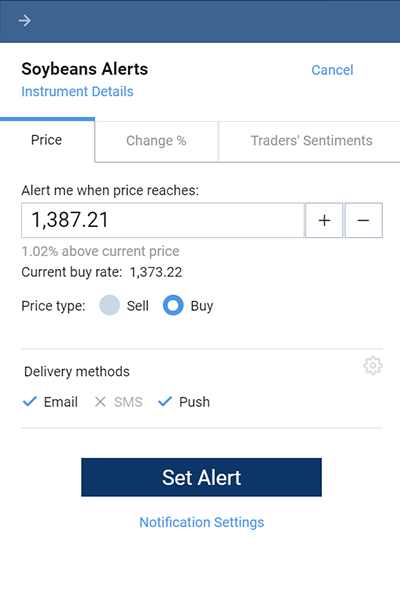 Soybeans Alerts Cancel
Instrument Details
Price Change % Traders' Sentiments
Alert me when price reaches:
1,387.21 + −
1.02% above current price
Current buy rate: 1,373.22
Price type: Sell Buy
Delivery methods
Email SMS Push
Set Alert
Notification Settings